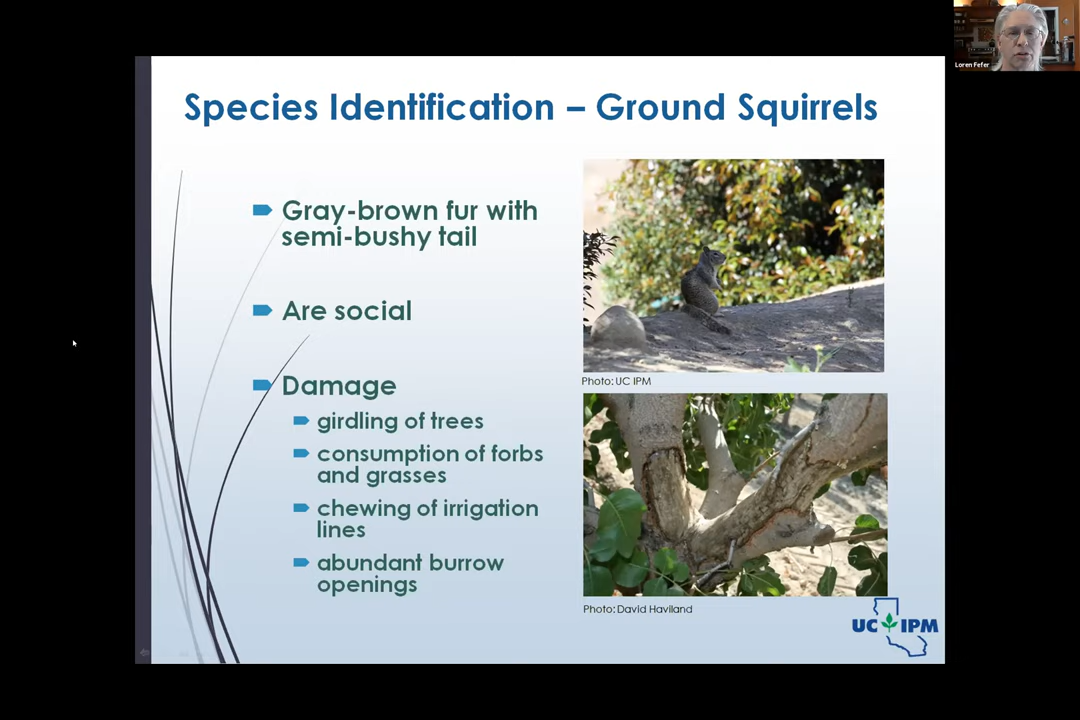 Loren Fefer
Species Identification – Ground Squirrels
Gray-brown fur with
semi-bushy tail
Are social
Damage
girdling of trees
consumption of forbs
and grasses
chewing of irrigation
lines
abundant burrow
openings
Photo: UC IPM
Photo: David Haviland
UC IPM